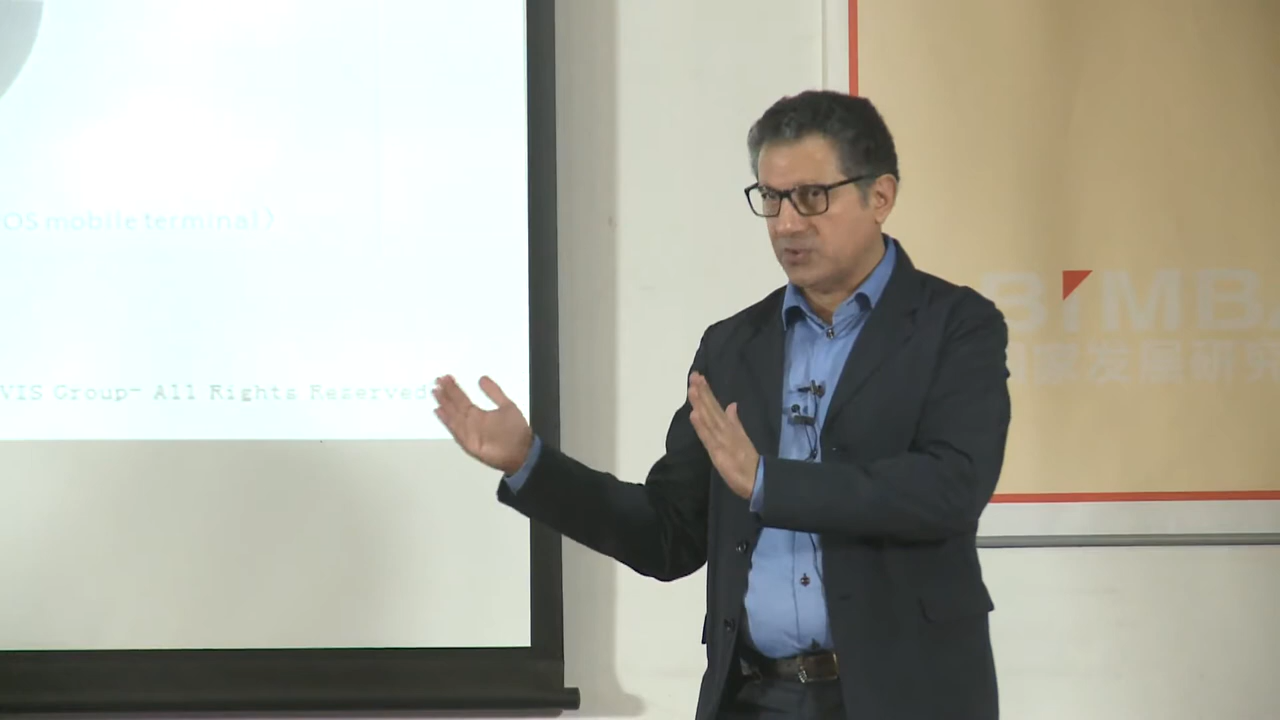 OS mobile terminal》
VIS Group- All Rights Reserved
BiMBA
国家发展研究